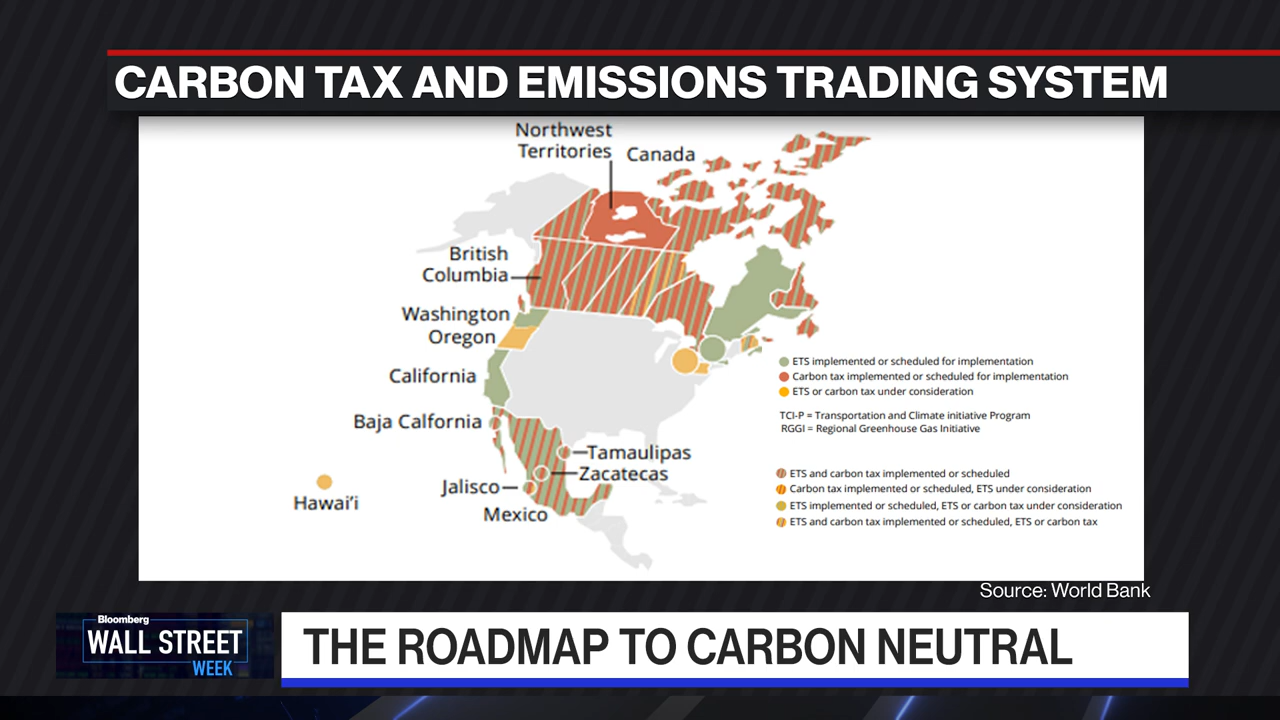 CARBON TAX AND EMISSIONS TRADING SYSTEM
Northwest
Territories
Canada
British
Columbia
Washington
Oregon
California
Baja Calfornia
Tamaulipas
Zacatecas
Jalisco
Mexico
Hawai'i
ETS implemented or scheduled for implementation
Carbon tax implemented or scheduled for implementation
ETS or carbon tax under consideration
TCI-P = Transportation and Climate initiative Program
RGGI = Regional Greenhouse Gas Initiative
ETS and carbon tax implemented or scheduled
Carbon tax implemented or scheduled, ETS under consideration
ETS implemented or scheduled, ETS or carbon tax under consideration
ETS and carbon tax implemented or scheduled, ETS or carbon tax
Source: World Bank
Bloomberg
WALL STREET
WEEK
THE ROADMAP TO CARBON NEUTRAL